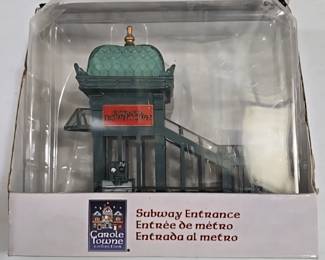 Subway Entrance
Entrée de métro
Entrada al metro
Carole
Towne
collection